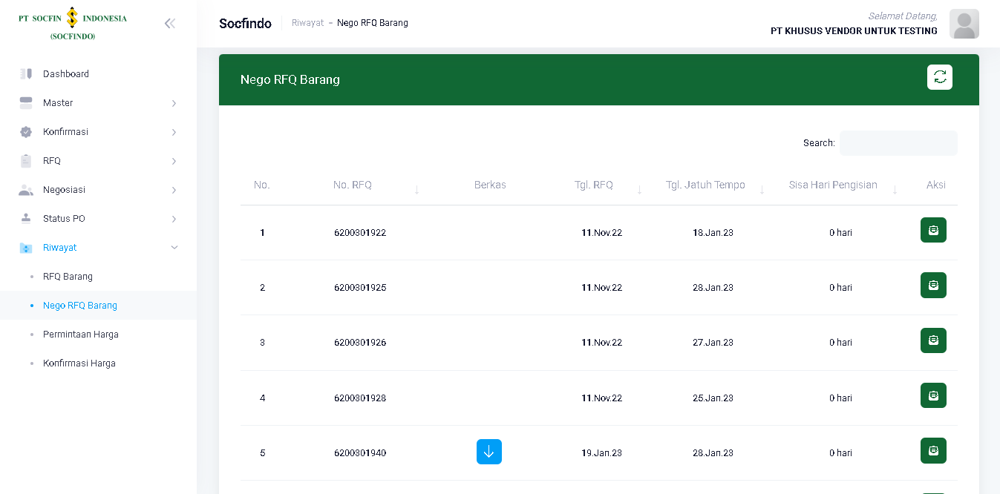 PT SOCFIN INDONESIA
(SOCFINDO)
Socfindo
Riwayat - Nego RFQ Barang
Selamat Datang,
PT KHUSUS VENDOR UNTUK TESTING
Dashboard
Master
Konfirmasi
RFQ
Negosiasi
Status PO
Riwayat
RFQ Barang
Nego RFQ Barang
Permintaan Harga
Konfirmasi Harga
Nego RFQ Barang
Search:
No. No. RFQ Berkas Tgl. RFQ Tgl. Jatuh Tempo Sisa Hari Pengisian Aksi
1 6200301922 11.Nov.22 18.Jan.23 0 hari
2 6200301925 11.Nov.22 28.Jan.23 0 hari
3 6200301926 11.Nov.22 27.Jan.23 0 hari
4 6200301928 11.Nov.22 25.Jan.23 0 hari
5 6200301940 19.Jan.23 28.Jan.23 0 hari